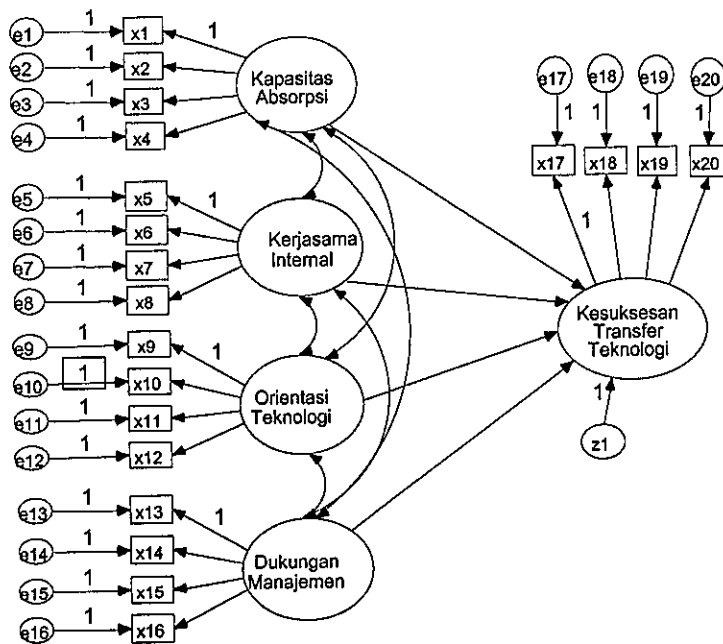 e1 1 x1 1
e2 1 x2
e3 1 x3
e4 1 x4
Kapasitas
Absorpsi
e5 1 x5 1
e6 1 x6
e7 1 x7
e8 1 x8
Kerjasama
Internal
e9 1 x9 1
e10 1 x10
e11 1 x11
e12 1 x12
Orientasi
Teknologi
e13 1 x13 1
e14 1 x14
e15 1 x15
e16 1 x16
Dukungan
Manajemen
e17 e18 e19 e20
1 1 1 1
x17 x18 x19 x20
1
Kesuksesan
Transfer
Teknologi
1
z1